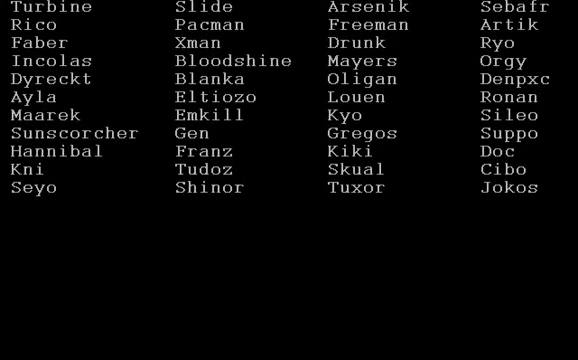 Turbine Slide Arsenik Sebafr
Rico Pacman Freeman Artik
Faber Xman Drunk Ryo
Incolas Bloodshine Mayers Orgy
Dyreckt Blanka Oligan Denpxc
Ayla Eltiozo Louen Ronan
Maarek Emkill Kyo Sileo
Sunscorcher Gen Gregos Suppo
Hannibal Franz Kiki Doc
Kni Tudoz Skual Cibo
Seyo Shinor Tuxor Jokos